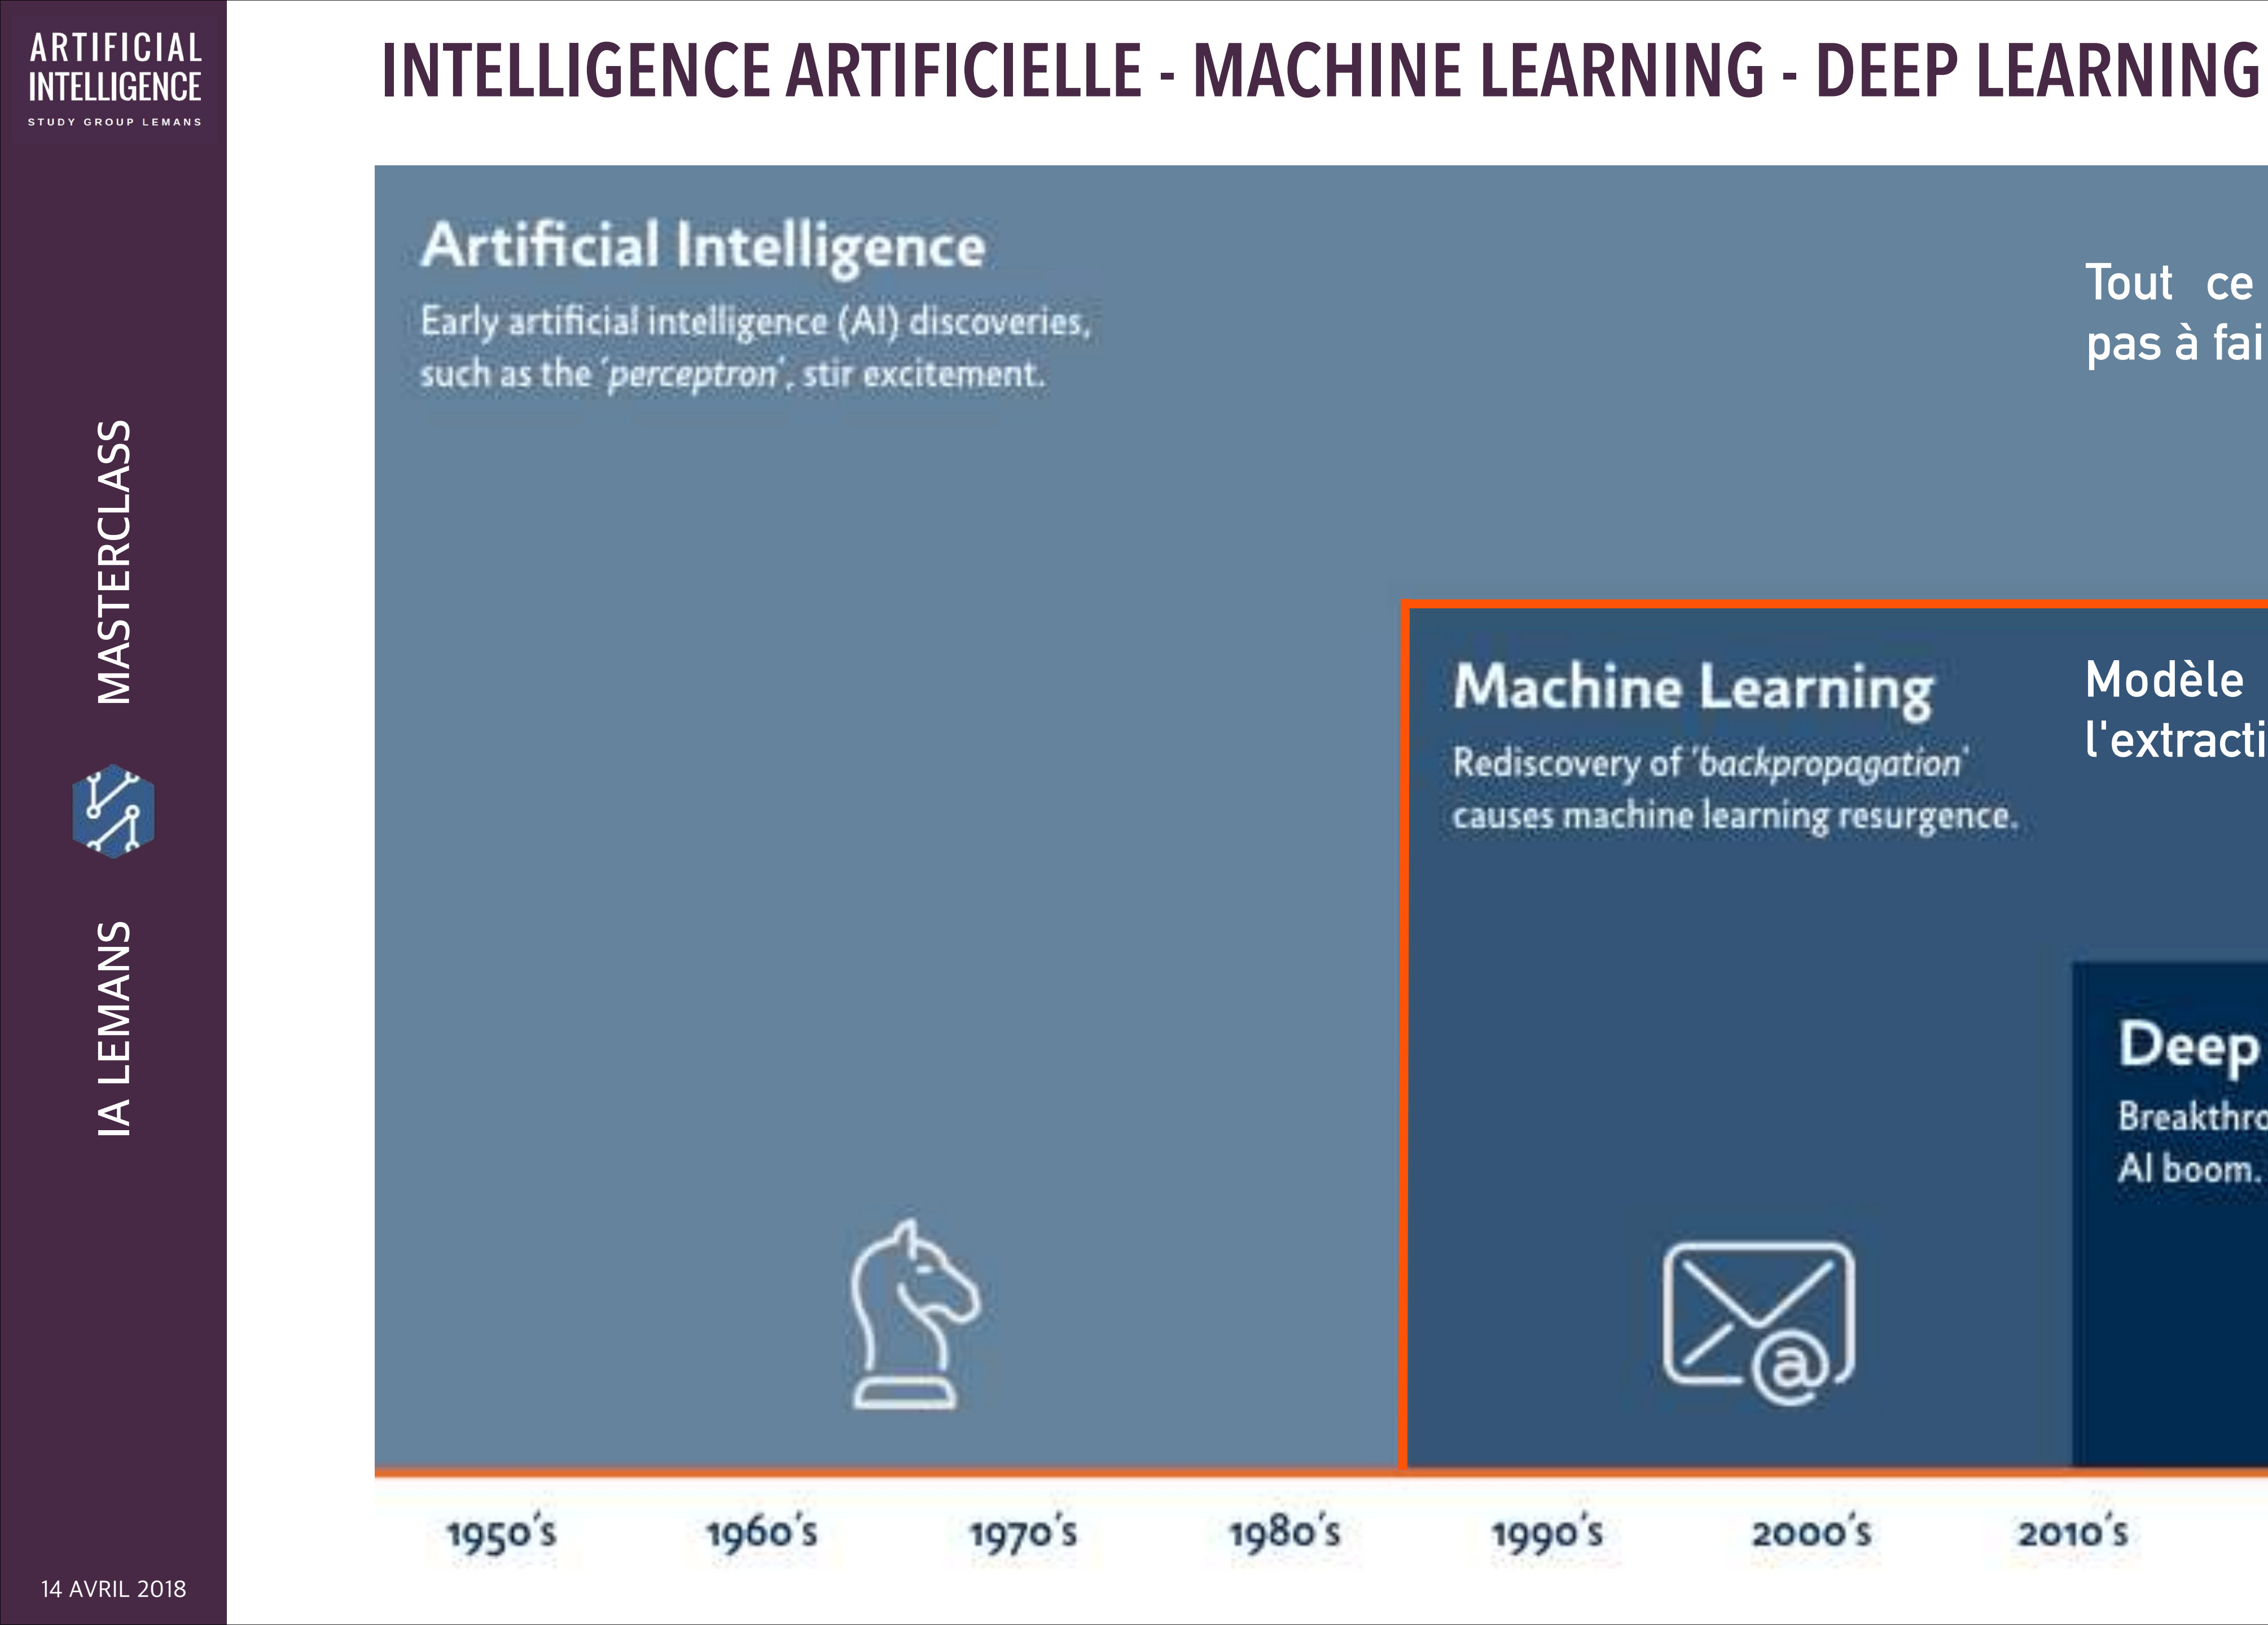 ARTIFICIAL
INTELLIGENCE
STUDY GROUP LEMANS
MASTERCLASS
IA LEMANS
14 AVRIL 2018
INTELLIGENCE ARTIFICIELLE - MACHINE LEARNING - DEEP LEARNING
Artificial Intelligence
Early artificial intelligence (AI) discoveries,
such as the 'perceptron', stir excitement.
Tout ce
pas à fai
Machine Learning
Rediscovery of 'backpropagation'
causes machine learning resurgence.
Modèle
l'extracti
Deep
Breakthro
AI boom.
@
1950's 1960's 1970's 1980's 1990's 2000's 2010's